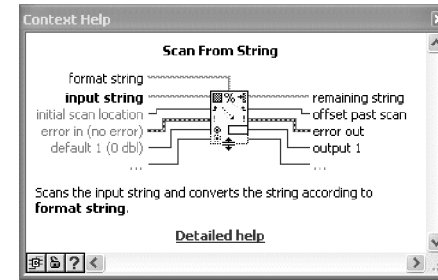 Context Help
Scan From String
format string
input string
remaining string
initial scan location
offset past scan
error in (no error)
error out
default 1 (0 dbl)
output 1
...
...
%
Scans the input string and converts the string according to
format string.
Detailed help
?